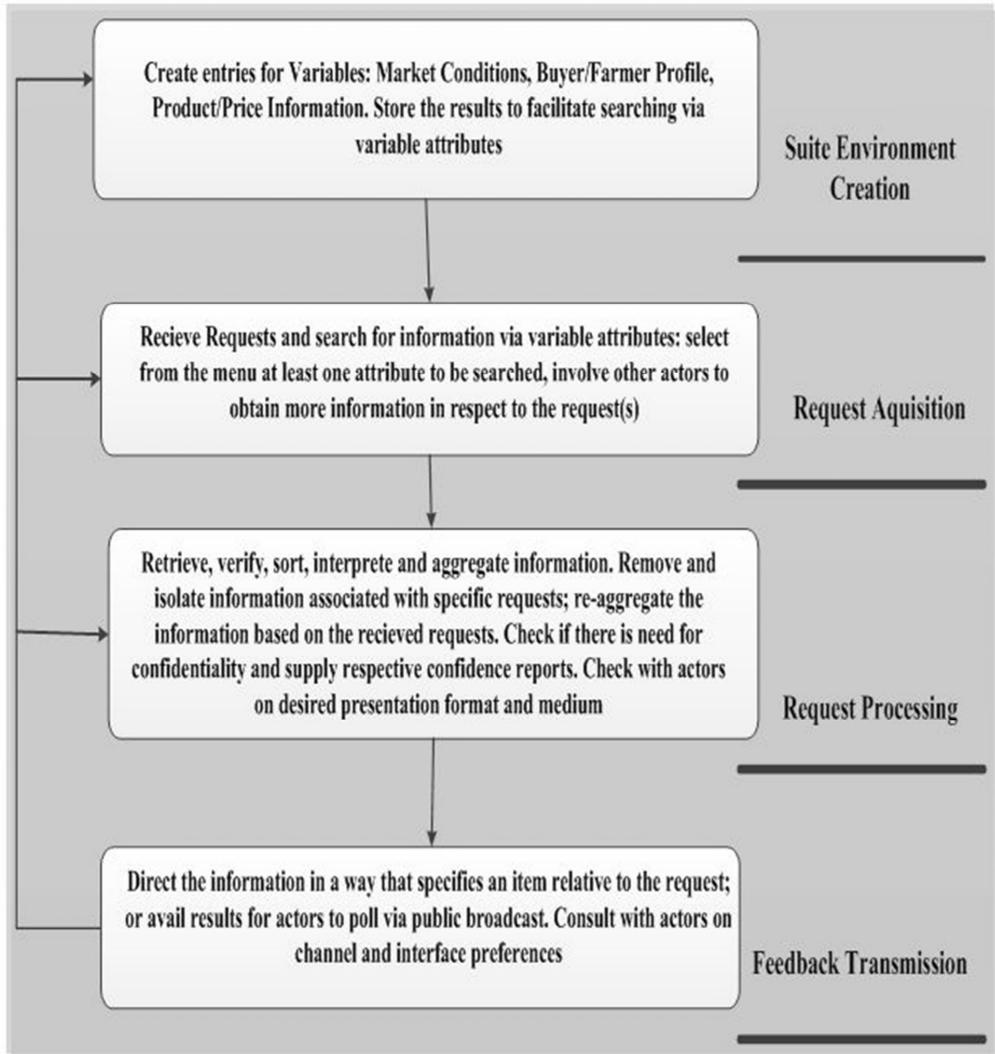 Create entries for Variables: Market Conditions, Buyer/Farmer Profile,
Product/Price Information. Store the results to facilitate searching via
variable attributes
Suite Environment
Creation
Recieve Requests and search for information via variable attributes: select
from the menu at least one attribute to be searched, involve other actors to
obtain more information in respect to the request(s)
Request Aquisition
Retrieve, verify, sort, interprete and aggregate information. Remove and
isolate information associated with specific requests; re-aggregate the
information based on the recieved requests. Check if there is need for
confidentiality and supply respective confidence reports. Check with actors
on desired presentation format and medium
Request Processing
Direct the information in a way that specifies an item relative to the request;
or avail results for actors to poll via public broadcast. Consult with actors on
channel and interface preferences
Feedback Transmission